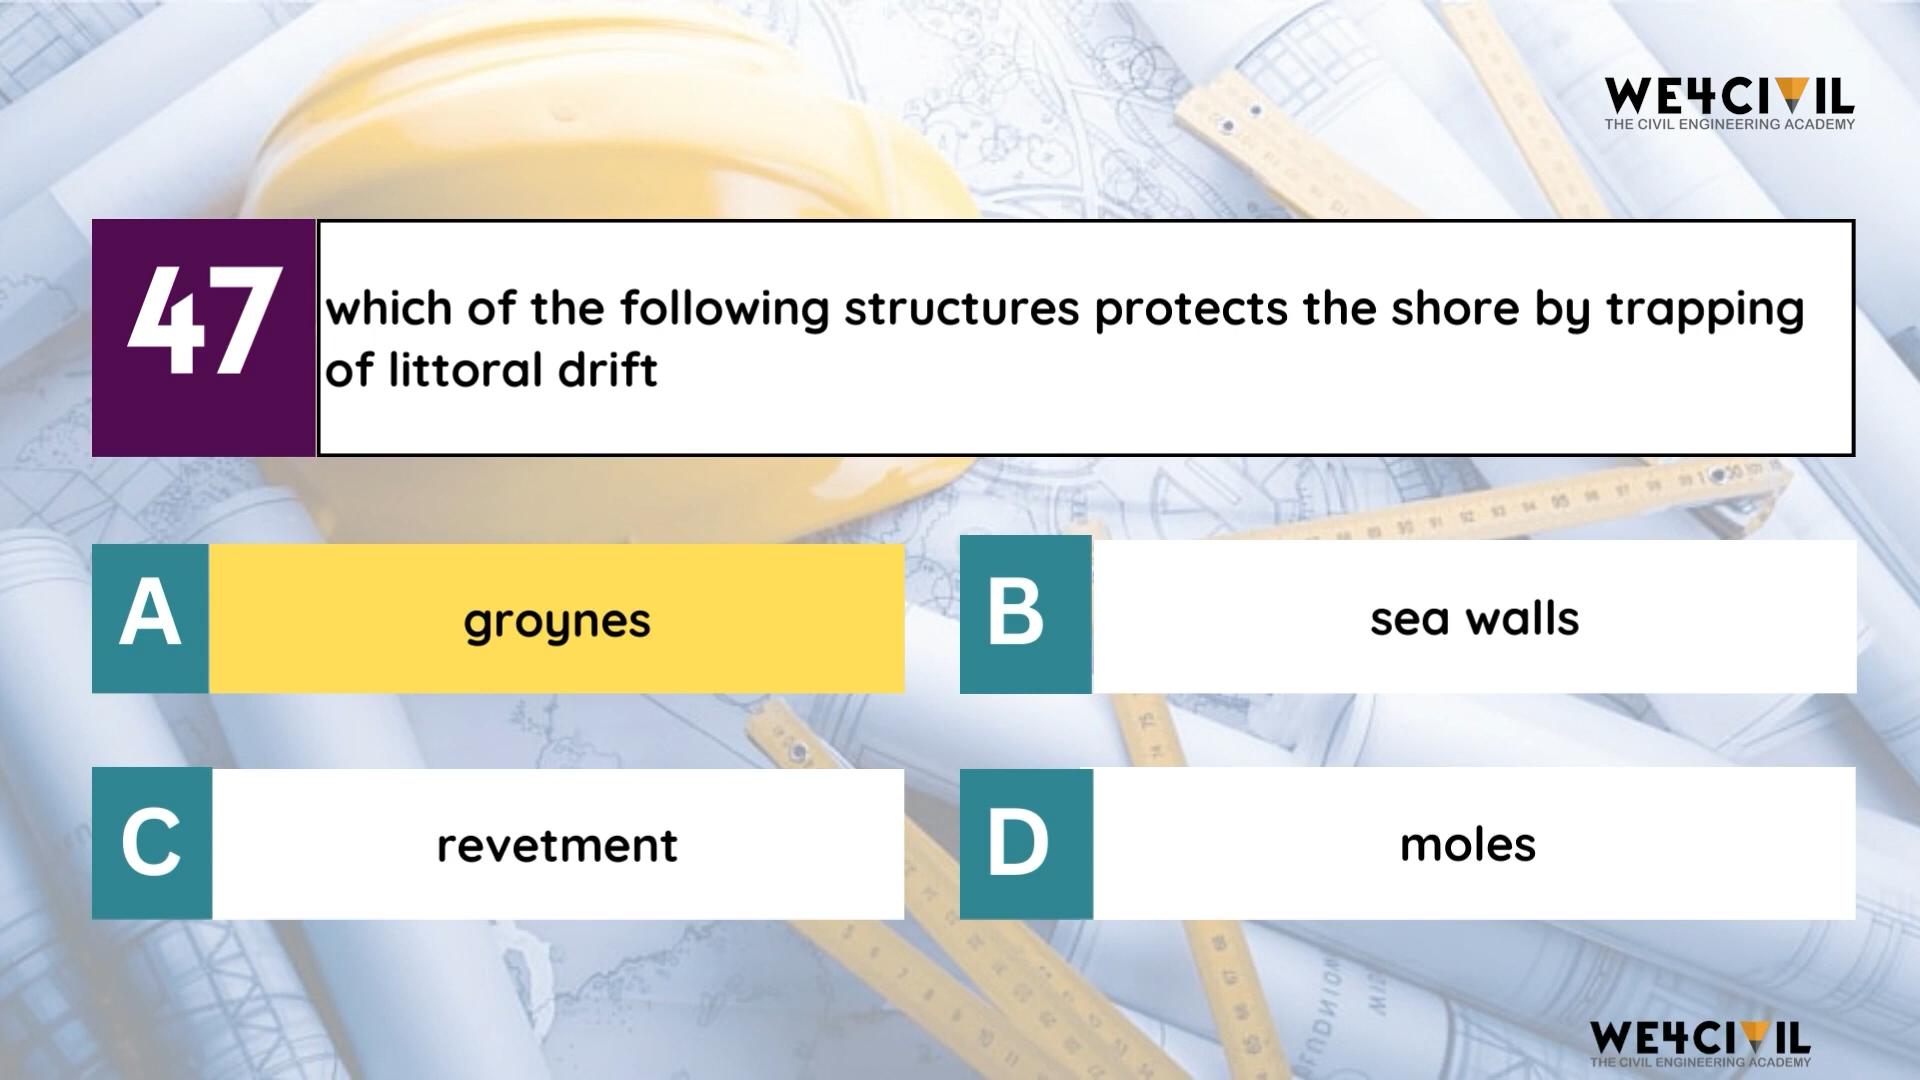 WE4CIVIL
THE CIVIL ENGINEERING ACADEMY
47
which of the following structures protects the shore by trapping
of littoral drift
A
groynes
B
sea walls
C
revetment
D
moles
WE4CIVIL
THE CIVIL ENGINEERING ACADEMY